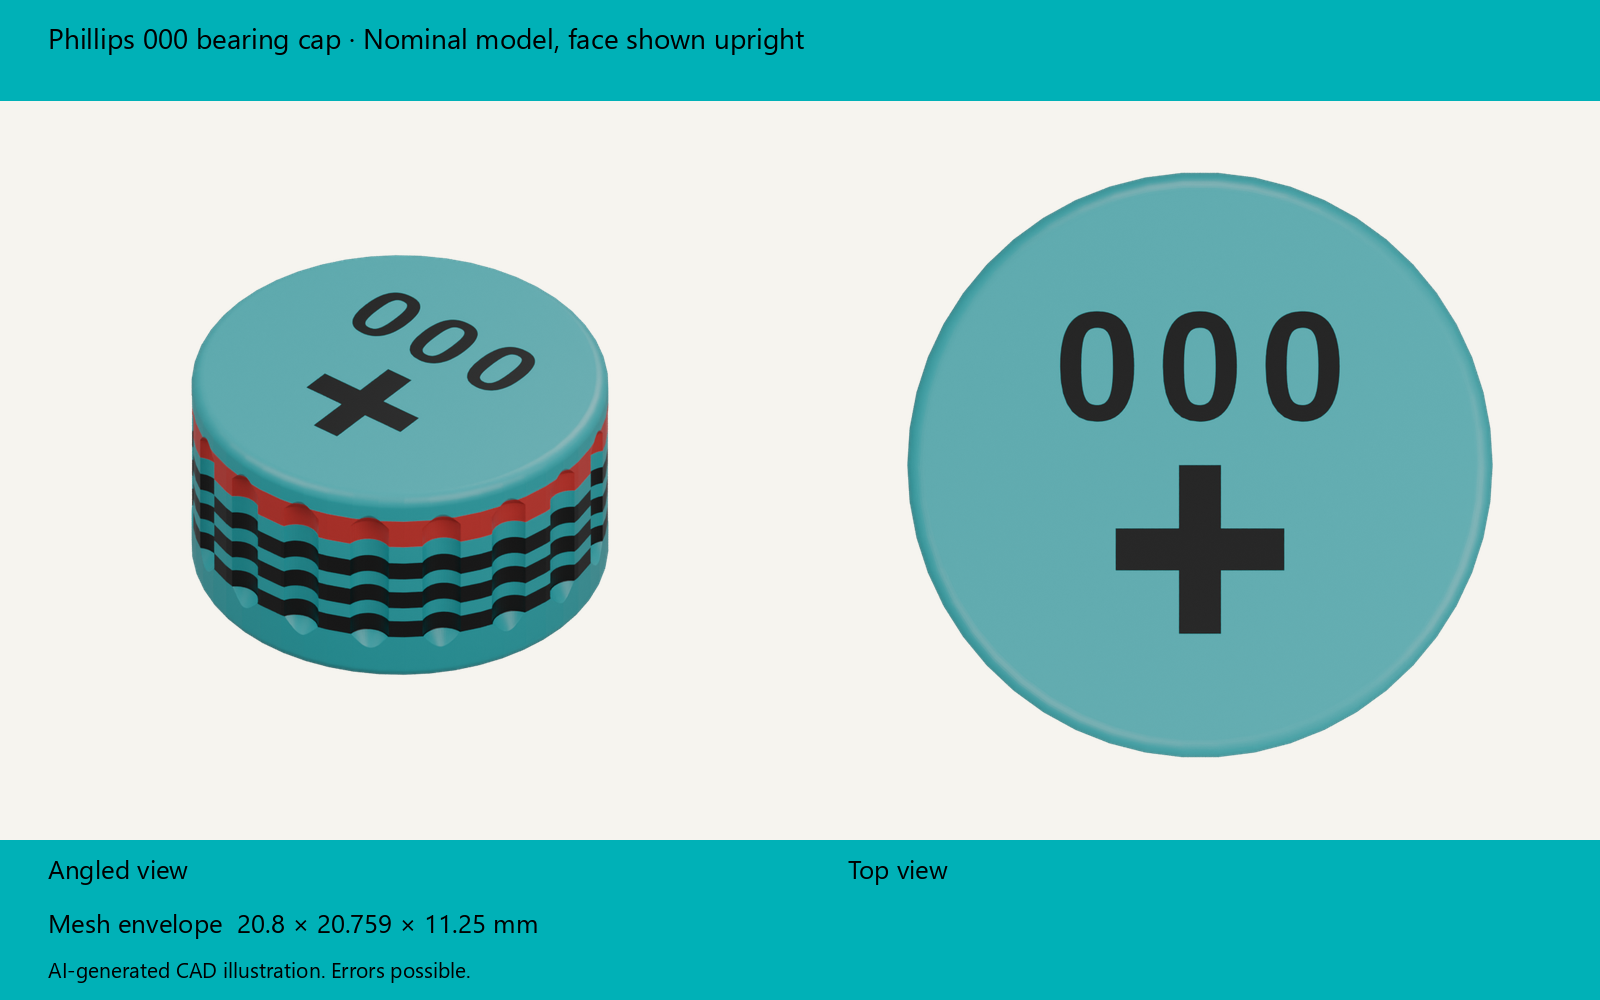 Phillips 000 bearing cap · Nominal model, face shown upright
000
000
Angled view
Top view
Mesh envelope 20.8 × 20.759 × 11.25 mm
AI-generated CAD illustration. Errors possible.